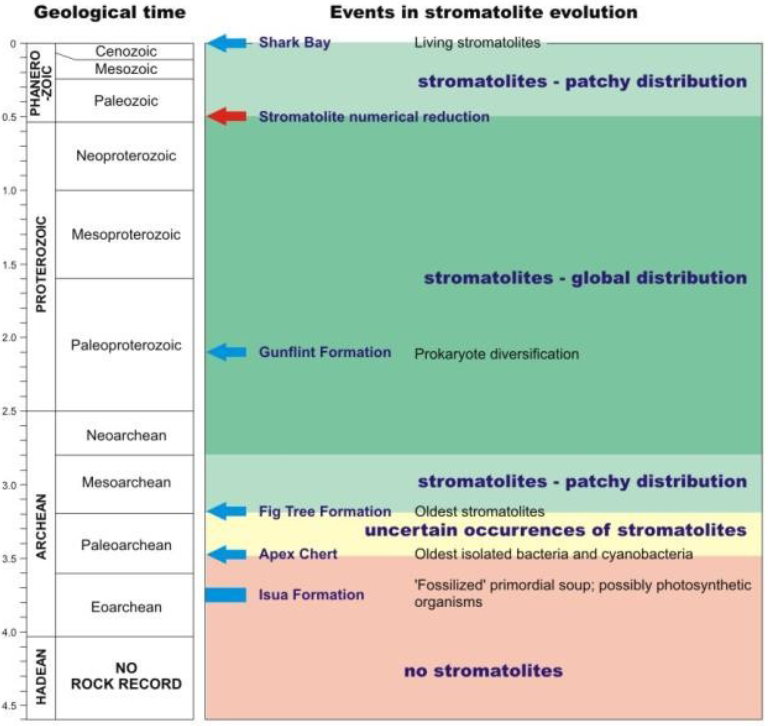 Geological time
Events in stromatolite evolution
0
Cenozoic
Shark Bay
Living stromatolites
PHANERO
-ZOIC
Mesozoic
stromatolites - patchy distribution
Paleozoic
0.5
Stromatolite numerical reduction
Neoproterozoic
1.0
PROTEROZOIC
Mesoproterozoic
1.5
stromatolites - global distribution
2.0
Paleoproterozoic
Gunflint Formation
Prokaryote diversification
2.5
Neoarchean
ARCHEAN
Mesoarchean
stromatolites - patchy distribution
3.0
Fig Tree Formation
Oldest stromatolites
uncertain occurrences of stromatolites
Paleoarchean
3.5
Apex Chert
Oldest isolated bacteria and cyanobacteria
Eoarchean
Isua Formation
'Fossilized' primordial soup; possibly photosynthetic
organisms
4.0
HADEAN
NO
ROCK RECORD
no stromatolites
4.5